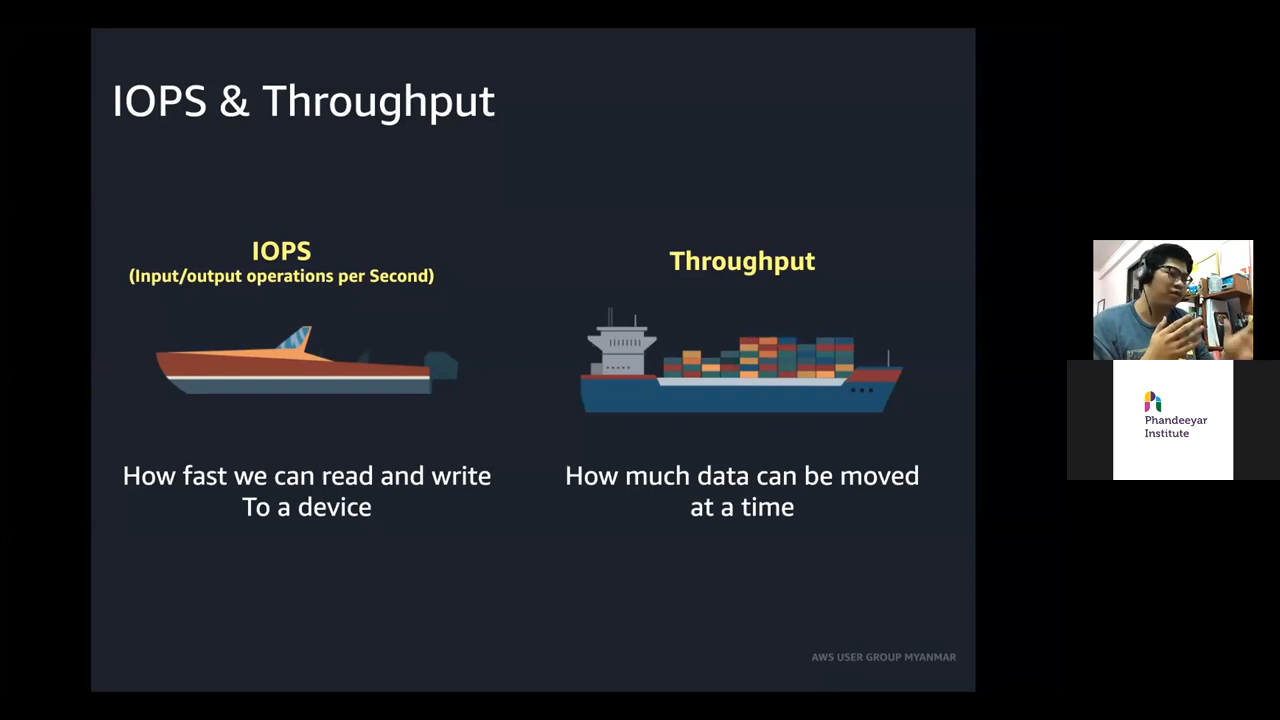 IOPS & Throughput
IOPS
(Input/output operations per Second)
How fast we can read and write
To a device
Throughput
How much data can be moved
at a time
AWS USER GROUP MYANMAR
Phandeeyar
Institute